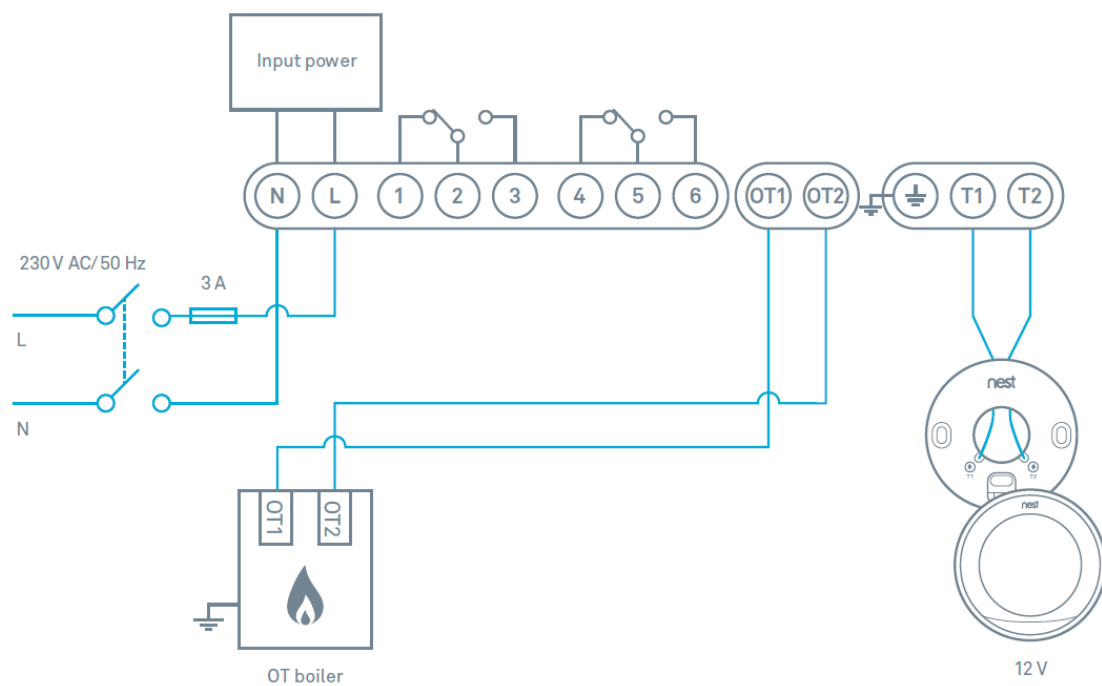 Input power
N L 1 2 3 4 5 6 OT1 OT2 T1 T2
230 V AC/50 Hz
3 A
L
N
nest
T1 T2
nest
OT1 OT2
OT boiler
12 V